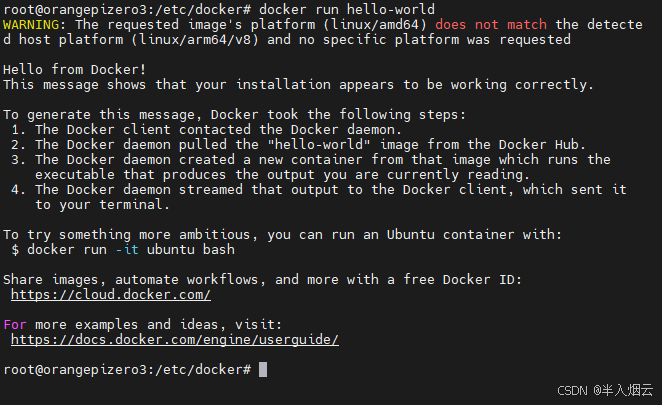 root@orangepizero3:/etc/docker# docker run hello-world
WARNING: The requested image's platform (linux/amd64) does not match the detecte
d host platform (linux/arm64/v8) and no specific platform was requested
Hello from Docker!
This message shows that your installation appears to be working correctly.
To generate this message, Docker took the following steps:
1. The Docker client contacted the Docker daemon.
2. The Docker daemon pulled the "hello-world" image from the Docker Hub.
3. The Docker daemon created a new container from that image which runs the
executable that produces the output you are currently reading.
4. The Docker daemon streamed that output to the Docker client, which sent it
to your terminal.
To try something more ambitious, you can run an Ubuntu container with:
$ docker run -it ubuntu bash
Share images, automate workflows, and more with a free Docker ID:
https://cloud.docker.com/
For more examples and ideas, visit:
https://docs.docker.com/engine/userguide/
root@orangepizero3:/etc/docker#
CSDN @半入烟云